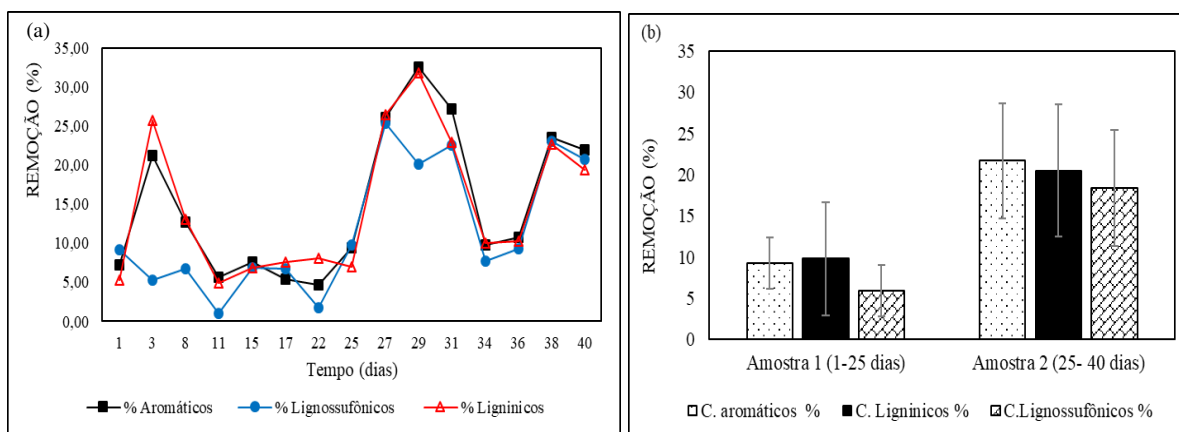 (a)
REMOÇÃO (%)
35,00
30,00
25,00
20,00
15,00
10,00
5,00
0,00
1 3 8 11 15 17 22 25 27 29 31 34 36 38 40
Tempo (dias)
% Aromáticos % Lignossufônicos % Ligninicos
(b)
REMOÇÃO (%)
35
30
25
20
15
10
5
0
Amostra 1 (1-25 dias) Amostra 2 (25- 40 dias)
C. aromáticos % C. Ligninicos % C.Lignossufônicos %